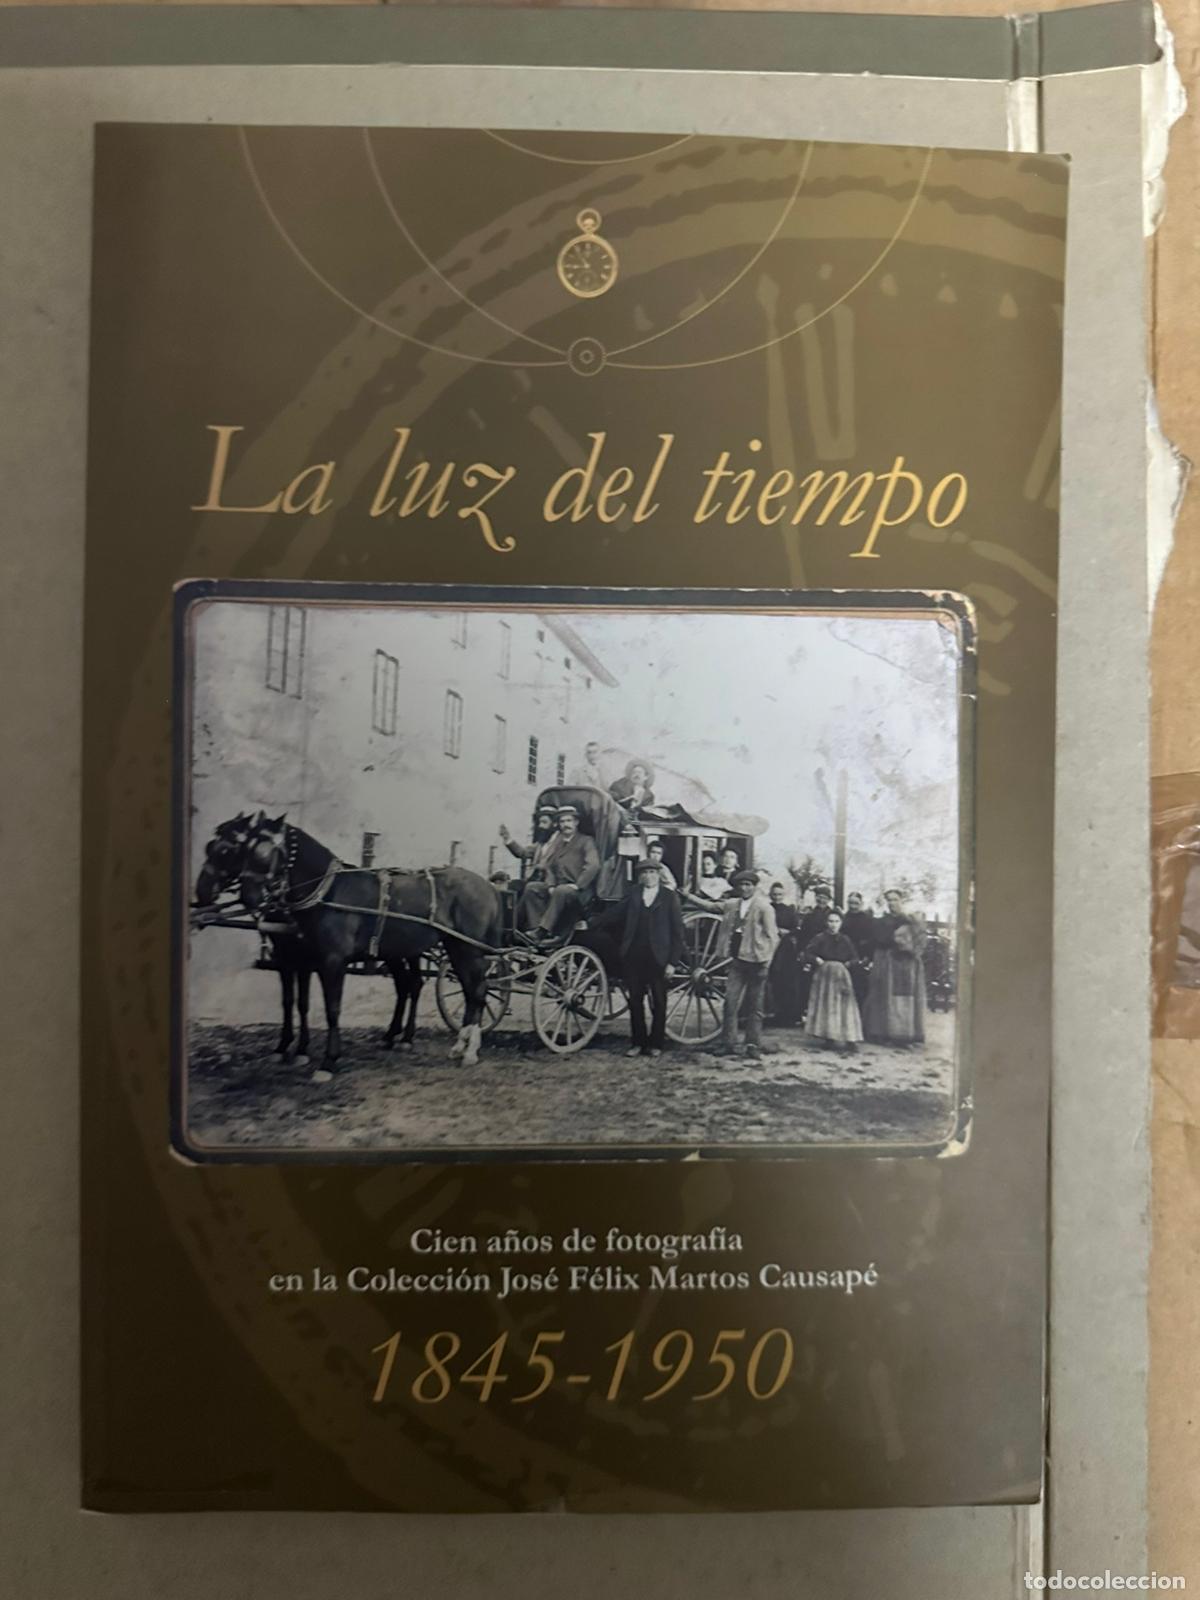 La luz del tiempo
Cien años de fotografía
en la Colección José Félix Martos Causapé
1845-1950
todocoleccion